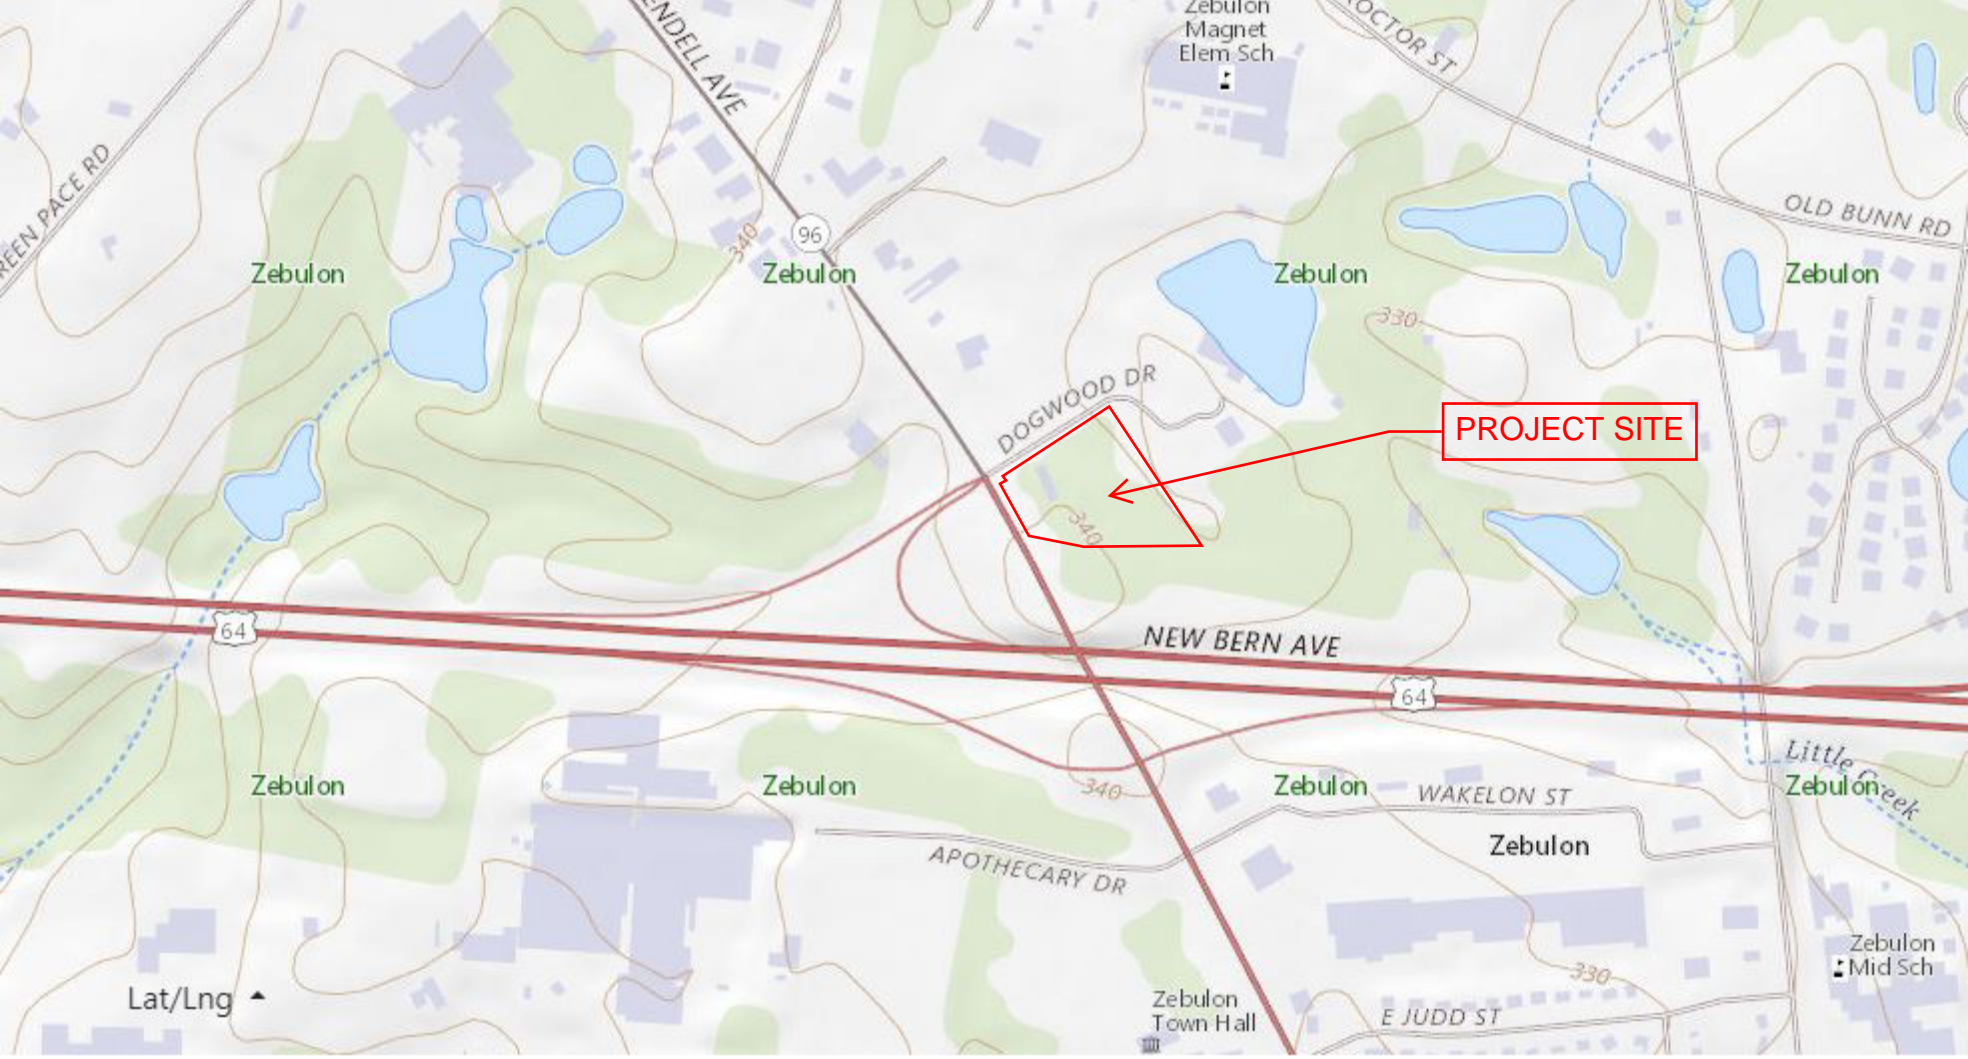 Zebulon
Magnet
Elem Sch
ENDELL AVE
OCTOR ST
REEN PACE RD
OLD BUNN RD
96
340
Zebulon
Zebulon
Zebulon
Zebulon
330
DOGWOOD DR
PROJECT SITE
340
64
NEW BERN AVE
64
Little Creek
Zebulon
Zebulon
Zebulon
Zebulon
340
WAKELON ST
Zebulon
APOTHECARY DR
Zebulon
Mid Sch
330
Lat/Lng
Zebulon
Town Hall
E JUDD ST